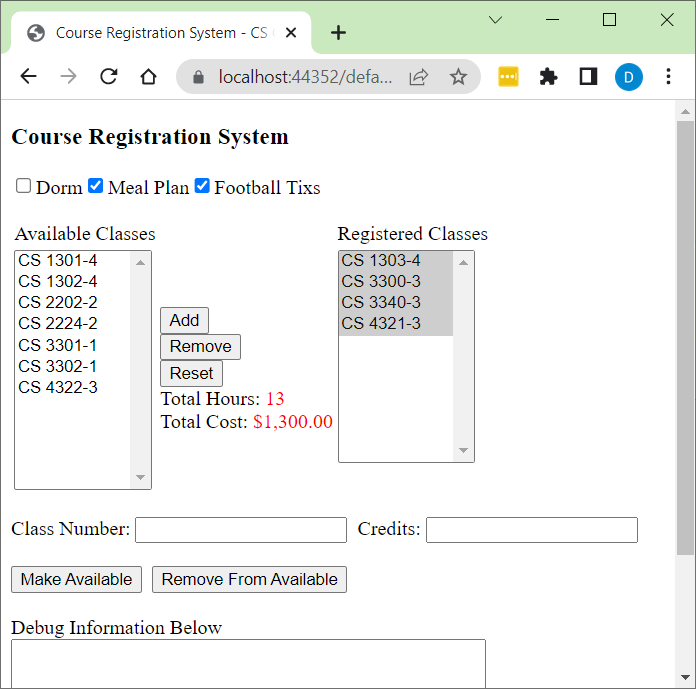 Course Registration System - CS
localhost:44352/defa...
D
Course Registration System
Dorm Meal Plan Football Tixs
Available Classes
CS 1301-4
CS 1302-4
CS 2202-2
CS 2224-2
CS 3301-1
CS 3302-1
CS 4322-3
Add
Remove
Reset
Total Hours: 13
Total Cost: $1,300.00
Registered Classes
CS 1303-4
CS 3300-3
CS 3340-3
CS 4321-3
Class Number: Credits:
Make Available Remove From Available
Debug Information Below